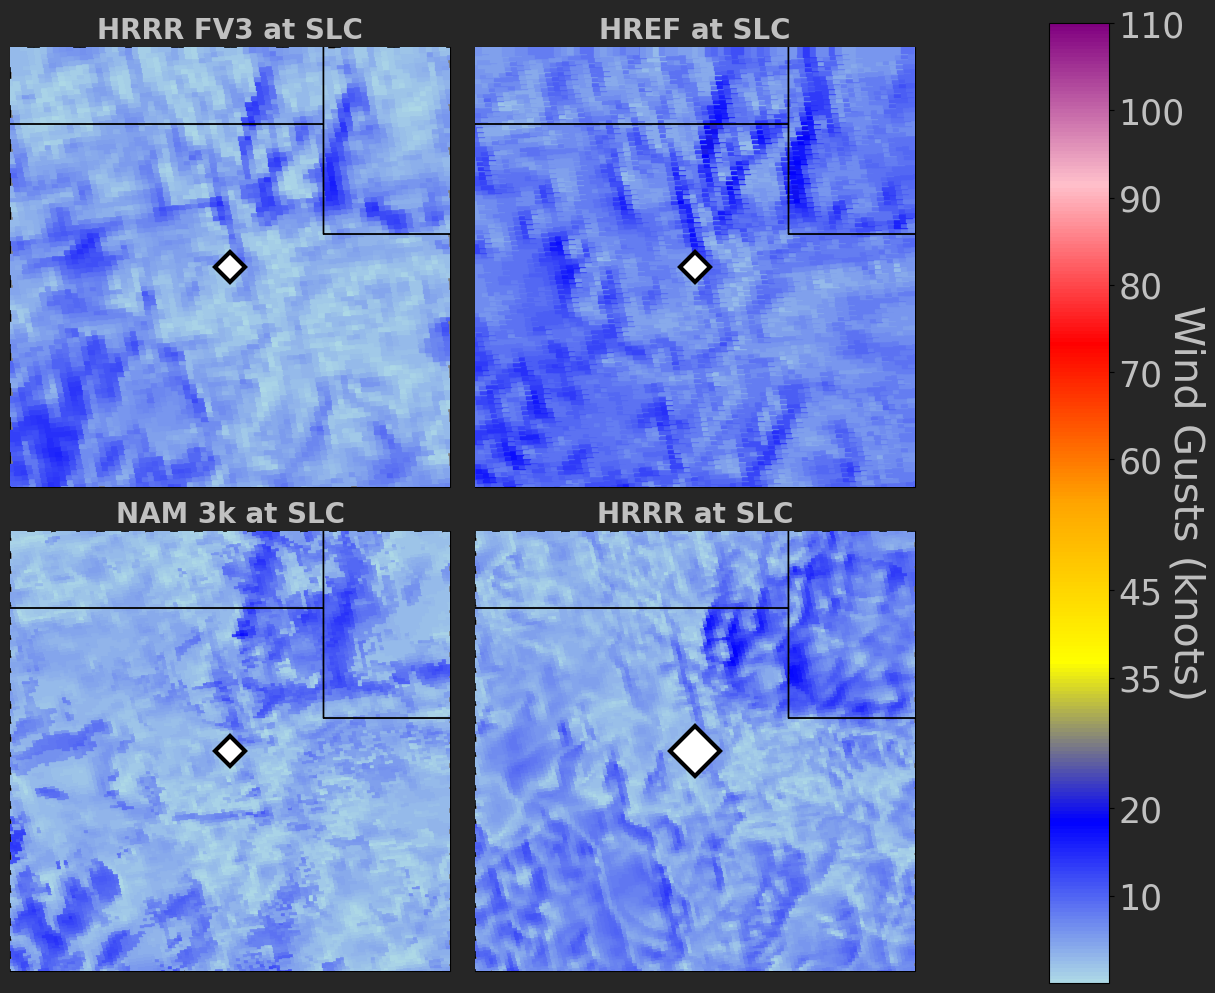 HRRR FV3 at SLC
HREF at SLC
NAM 3k at SLC
HRRR at SLC
110
100
90
80
70
60
45
35
20
10
Wind Gusts (knots)